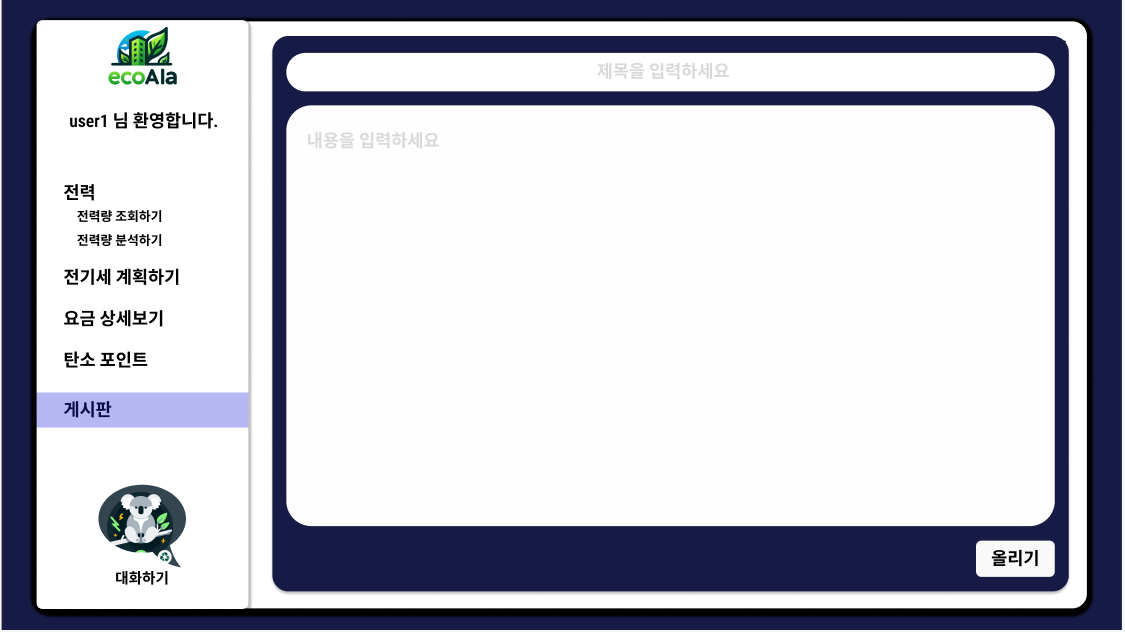 ecoAla
user1 님 환영합니다.
전력
전력량 조회하기
전력량 분석하기
전기세 계획하기
요금 상세보기
탄소 포인트
게시판
대화하기
제목을 입력하세요
내용을 입력하세요
올리기